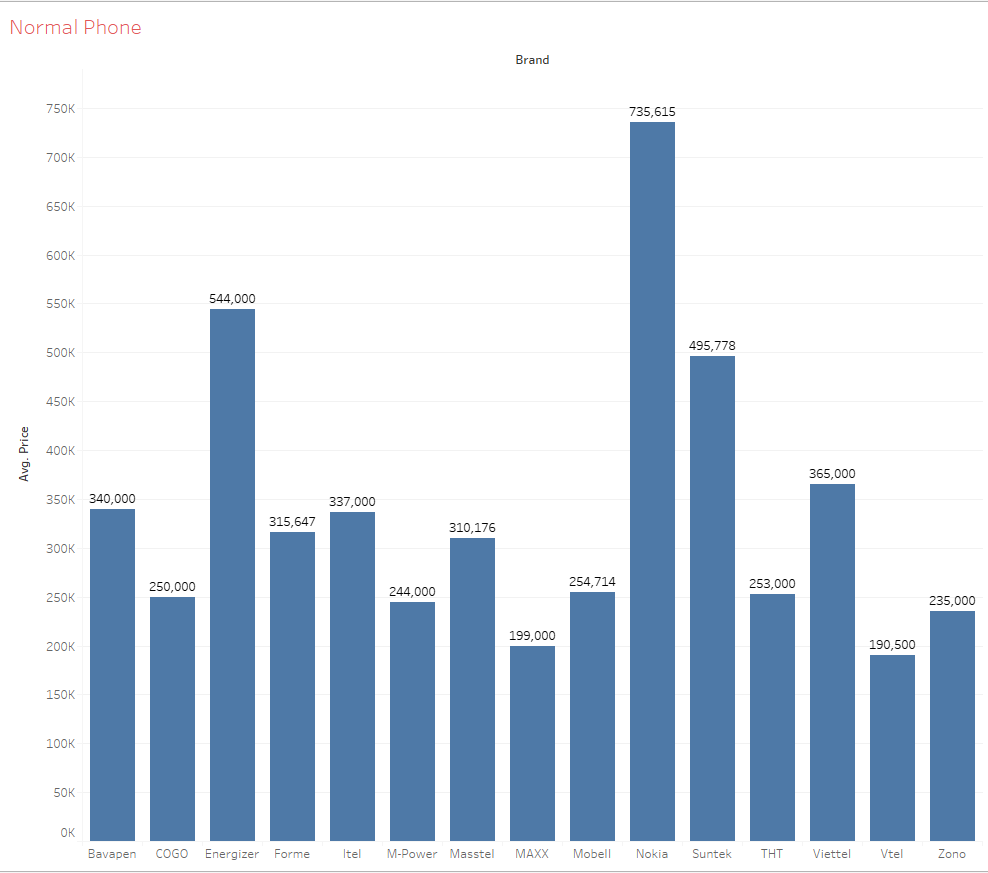 Normal Phone
Brand
Avg. Price
750K
700K
650K
600K
550K
500K
450K
400K
350K
300K
250K
200K
150K
100K
50K
0K
340,000
250,000
544,000
315,647
337,000
244,000
310,176
199,000
254,714
735,615
495,778
253,000
365,000
190,500
235,000
Bavapen COGO Energizer Forme Itel M-Power Masstel MAXX Mobell Nokia Suntek THT Viettel Vtel Zono